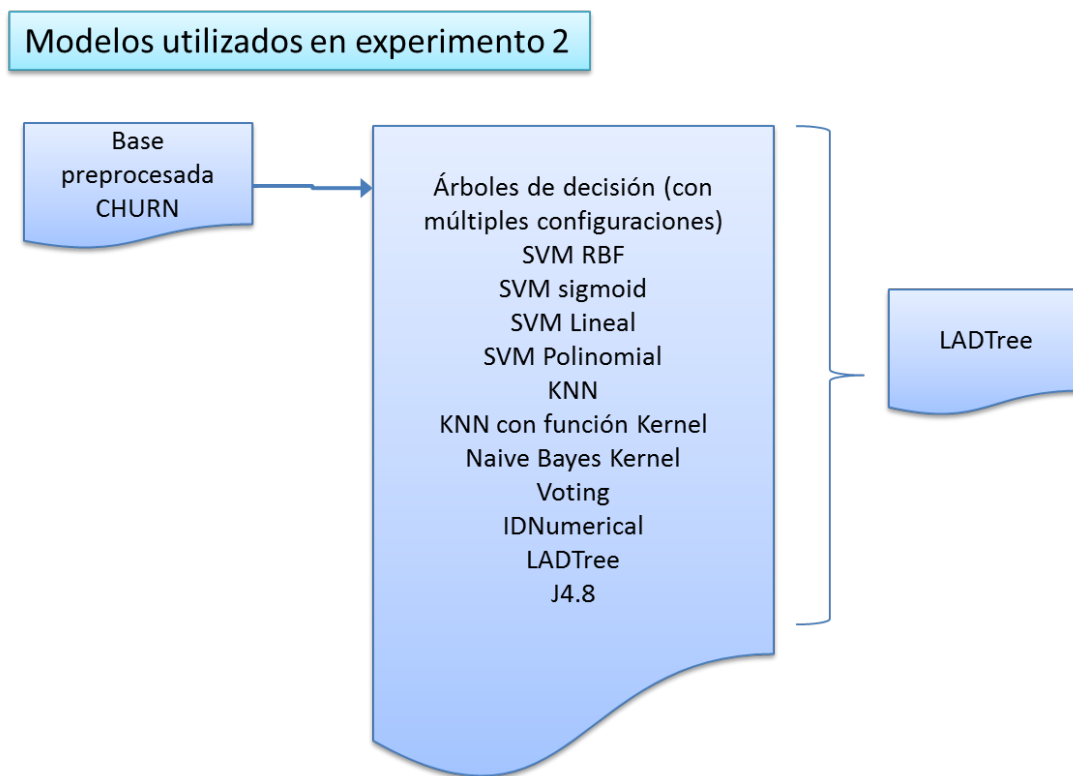 Modelos utilizados en experimento 2
Base
preprocesada
CHURN
Árboles de decisión (con
múltiples configuraciones)
SVM RBF
SVM sigmoid
SVM Lineal
SVM Polinomial
KNN
KNN con función Kernel
Naive Bayes Kernel
Voting
IDNumerical
LADTree
J4.8
LADTree